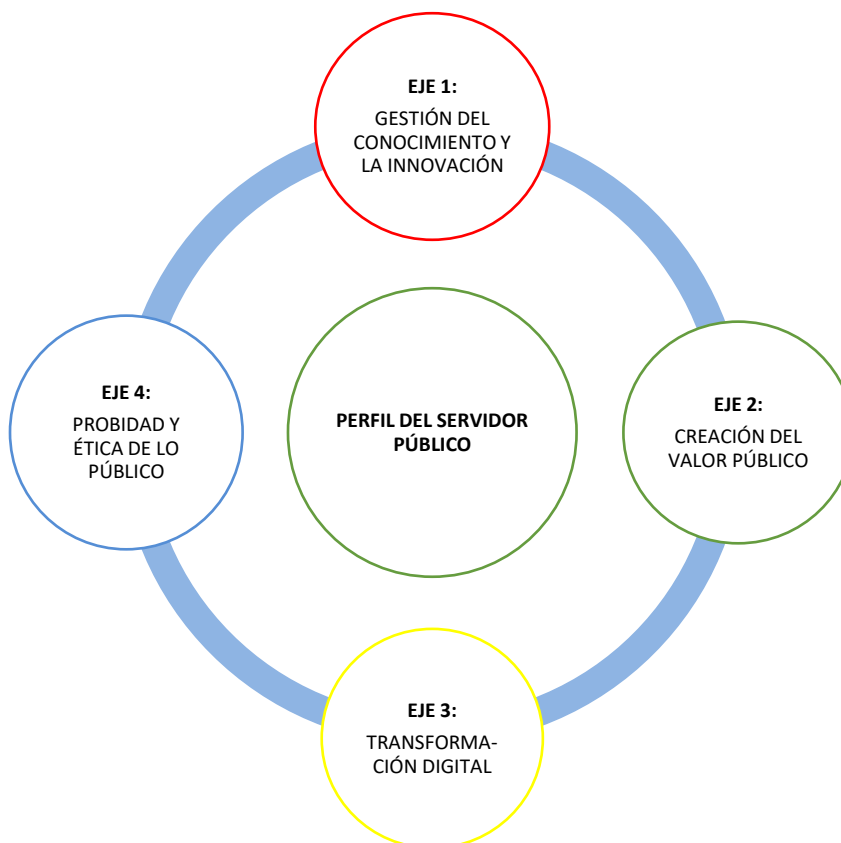 EJE 1:
GESTIÓN DEL
CONOCIMIENTO Y
LA INNOVACIÓN
EJE 4:
PROBIDAD Y
ÉTICA DE LO
PÚBLICO
PERFIL DEL SERVIDOR
PÚBLICO
EJE 2:
CREACIÓN DEL
VALOR PÚBLICO
EJE 3:
TRANSFORMA-
CIÓN DIGITAL